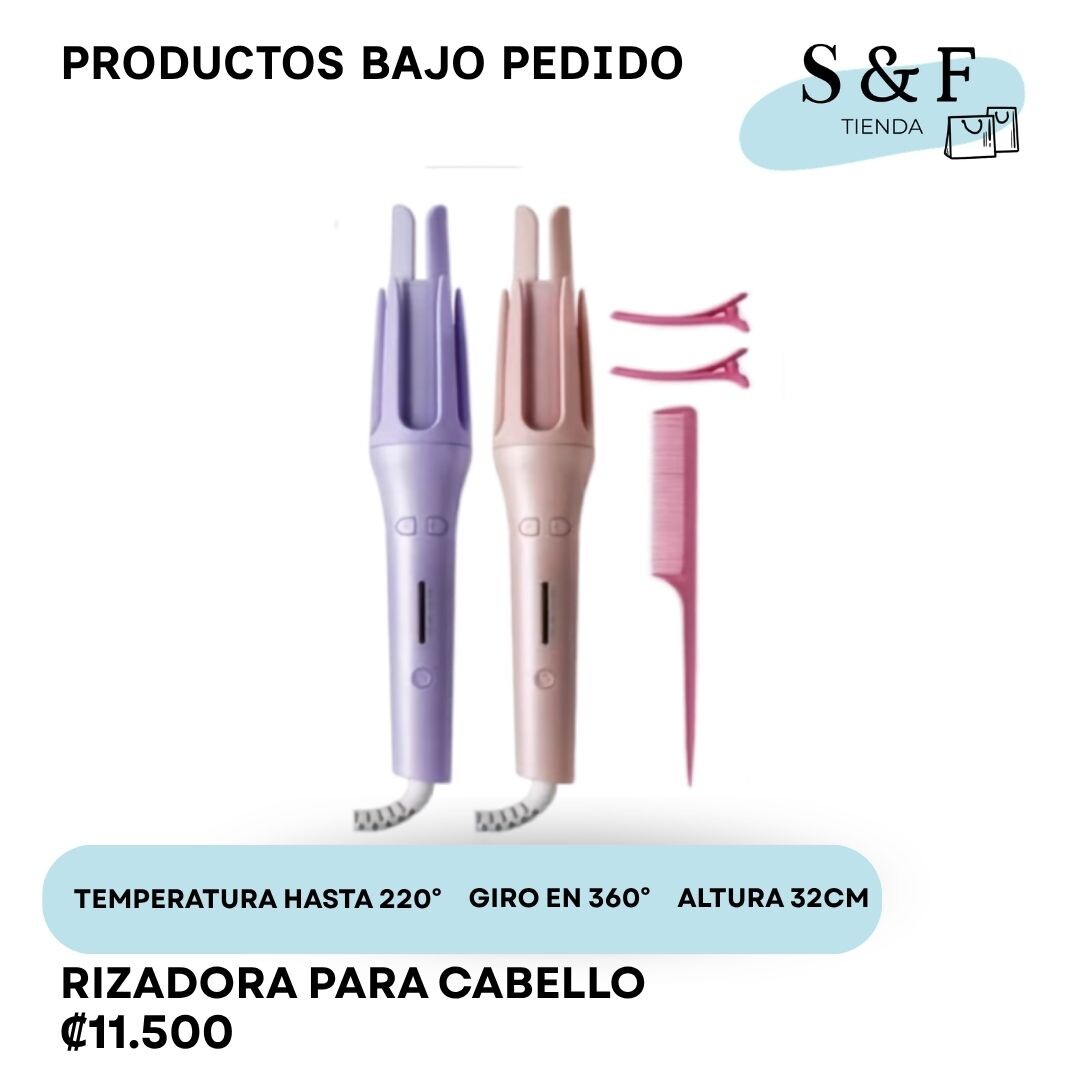 PRODUCTOS BAJO PEDIDO
S & F
TIENDA
TEMPERATURA HASTA 220° GIRO EN 360° ALTURA 32CM
RIZADORA PARA CABELLO
₡11.500